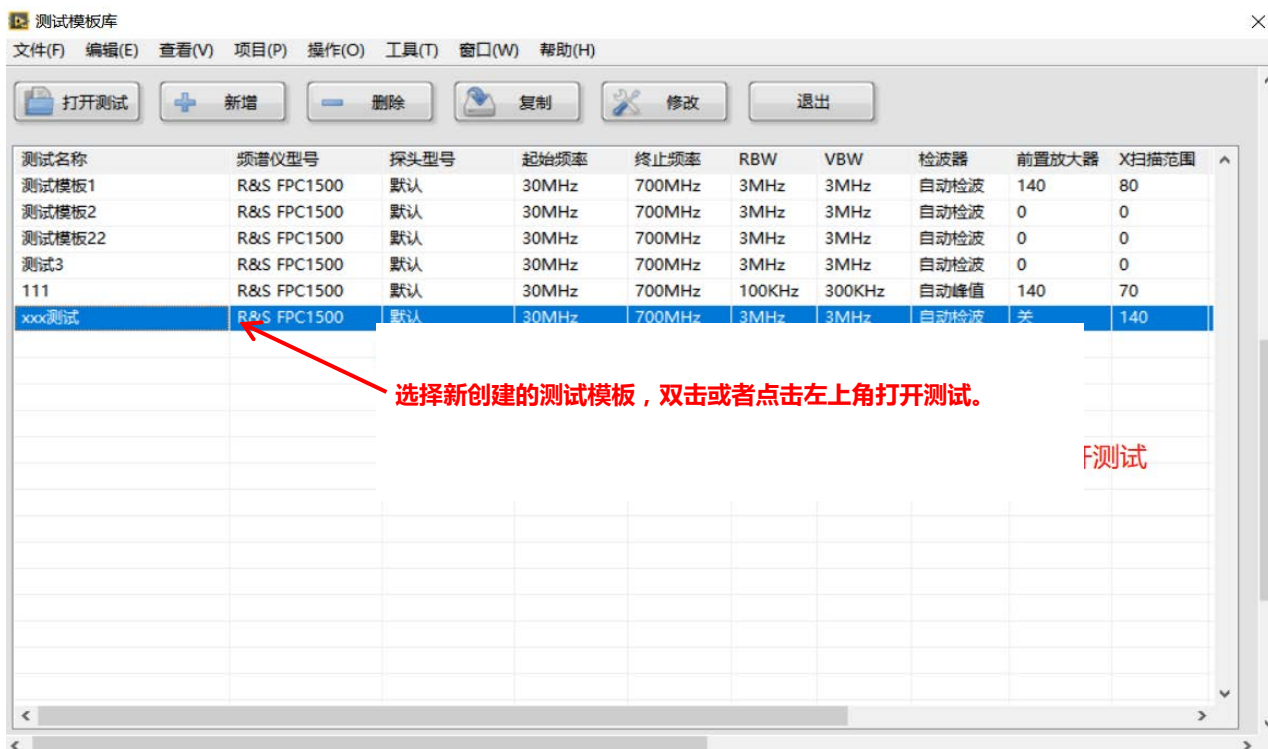 测试模板库
文件(F) 编辑(E) 查看(V) 项目(P) 操作(O) 工具(T) 窗口(W) 帮助(H)
打开测试 新增 删除 复制 修改 退出
测试名称 频谱仪型号 探头型号 起始频率 终止频率 RBW VBW 检波器 前置放大器 X扫描范围
测试模板1 R&S FPC1500 默认 30MHz 700MHz 3MHz 3MHz 自动检波 140 80
测试模板2 R&S FPC1500 默认 30MHz 700MHz 3MHz 3MHz 自动检波 0 0
测试模板22 R&S FPC1500 默认 30MHz 700MHz 3MHz 3MHz 自动检波 0 0
测试3 R&S FPC1500 默认 30MHz 700MHz 3MHz 3MHz 自动检波 0 0
111 R&S FPC1500 默认 30MHz 700MHz 100KHz 300KHz 自动峰值 140 70
xxx测试 R&S FPC1500 默认 30MHz 700MHz 3MHz 3MHz 自动检波 关 140
选择新创建的测试模板，双击或者点击左上角打开测试。
测试